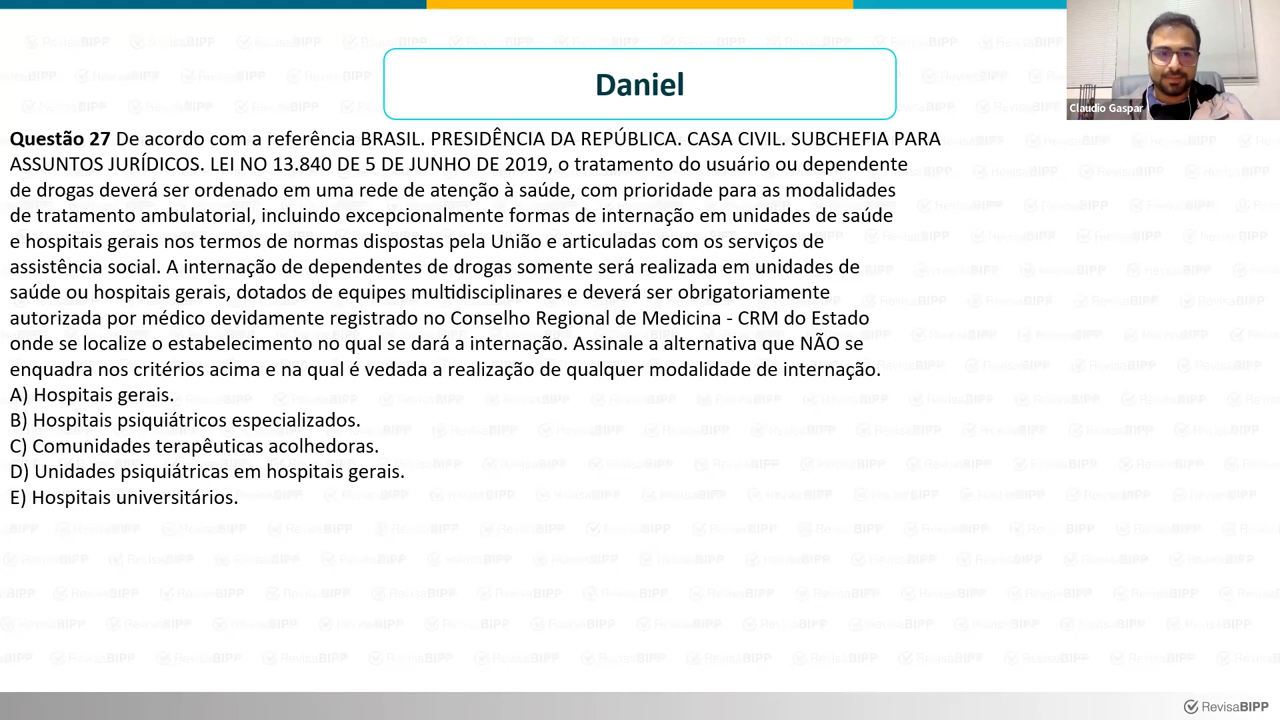 Daniel
Claudio Gaspar
Questão 27 De acordo com a referência BRASIL. PRESIDÊNCIA DA REPÚBLICA. CASA CIVIL. SUBCHEFIA PARA
ASSUNTOS JURÍDICOS. LEI NO 13.840 DE 5 DE JUNHO DE 2019, o tratamento do usuário ou dependente
de drogas deverá ser ordenado em uma rede de atenção à saúde, com prioridade para as modalidades
de tratamento ambulatorial, incluindo excepcionalmente formas de internação em unidades de saúde
e hospitais gerais nos termos de normas dispostas pela União e articuladas com os serviços de
assistência social. A internação de dependentes de drogas somente será realizada em unidades de
saúde ou hospitais gerais, dotados de equipes multidisciplinares e deverá ser obrigatoriamente
autorizada por médico devidamente registrado no Conselho Regional de Medicina - CRM do Estado
onde se localize o estabelecimento no qual se dará a internação. Assinale a alternativa que NÃO se
enquadra nos critérios acima e na qual é vedada a realização de qualquer modalidade de internação.
A) Hospitais gerais.
B) Hospitais psiquiátricos especializados.
C) Comunidades terapêuticas acolhedoras.
D) Unidades psiquiátricas em hospitais gerais.
E) Hospitais universitários.
RevisaBIPP